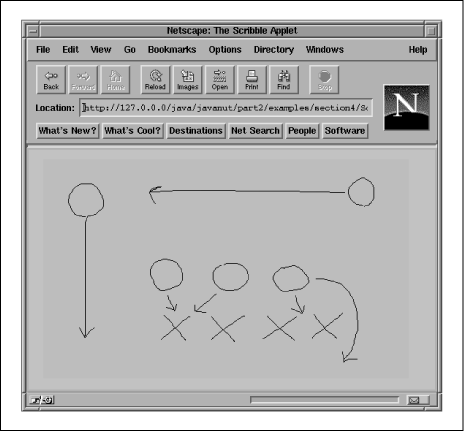 Netscape: The Scribble Applet
File Edit View Go Bookmarks Options Directory Windows Help
Back Forward Home Reload Images Open Print Find Stop
Location: http://127.0.0.0/java/javanut/part2/examples/section4/Sc
N
What's New? What's Cool? Destinations Net Search People Software